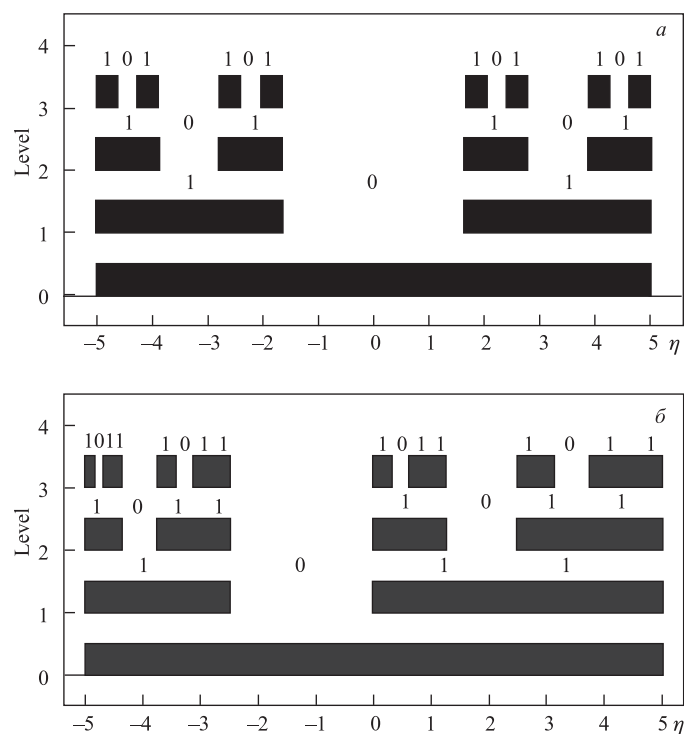 4 а
1 0 1 1 0 1 1 0 1 1 0 1
3
1 0 1 1 0 1
Level
2
1 0 1
1
0
–5 –4 –3 –2 –1 0 1 2 3 4 5 η
4 б
1011 1 0 1 1 1 0 1 1 1 0 1 1
3
1 0 1 1 1 0 1 1
Level
2
1 0 1 1
1
0
–5 –4 –3 –2 –1 0 1 2 3 4 5 η